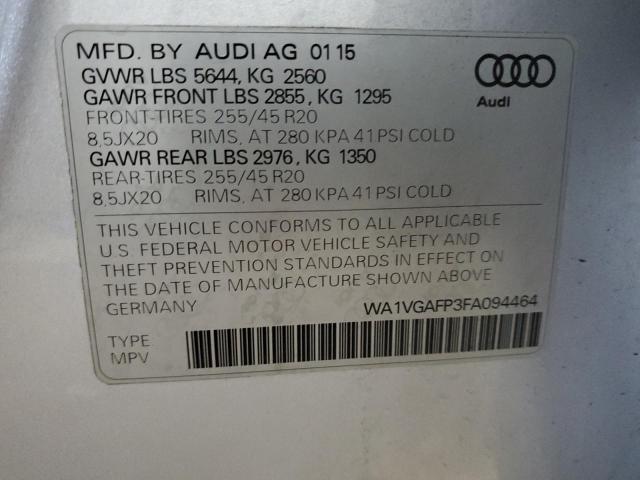 MFD. BY AUDI AG 01 15
GVWR LBS 5644, KG 2560
GAWR FRONT LBS 2855, KG 1295
FRONT-TIRES 255/45 R20
8,5JX20 RIMS, AT 280 KPA 41 PSI COLD
GAWR REAR LBS 2976, KG 1350
REAR-TIRES 255/45 R20
8,5JX20 RIMS, AT 280 KPA 41 PSI COLD
Audi
THIS VEHICLE CONFORMS TO ALL APPLICABLE
U.S. FEDERAL MOTOR VEHICLE SAFETY AND
THEFT PREVENTION STANDARDS IN EFFECT ON
THE DATE OF MANUFACTURE SHOWN ABOVE
GERMANY
WA1VGAFP3FA094464
TYPE
MPV